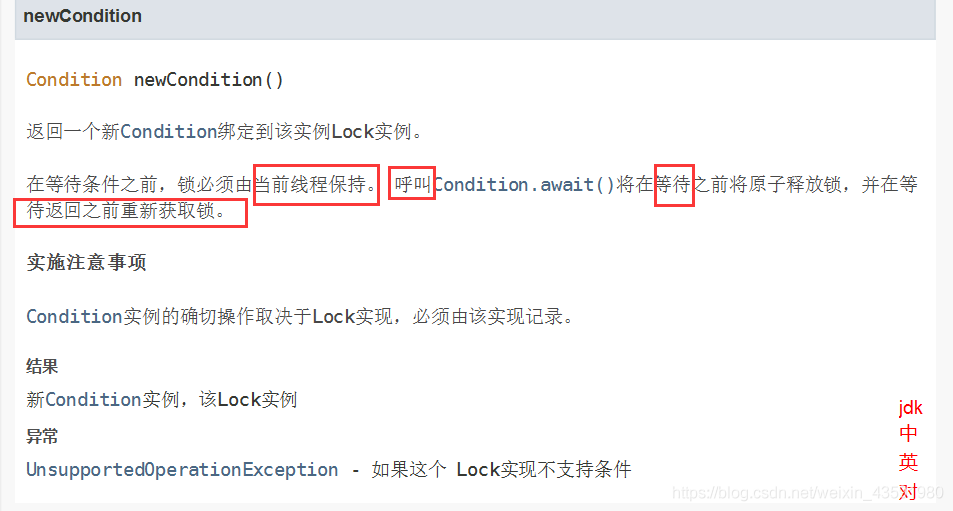 newCondition
Condition newCondition()
返回一个新Condition绑定到该实例Lock实例。
在等待条件之前，锁必须由当前线程保持。 呼叫Condition.await()将在等待之前将原子释放锁，并在等
待返回之前重新获取锁。
实施注意事项
Condition实例的确切操作取决于Lock实现，必须由该实现记录。
结果
新Condition实例，该Lock实例
异常
UnsupportedOperationException - 如果这个 Lock实现不支持条件
jdk
中
英
对